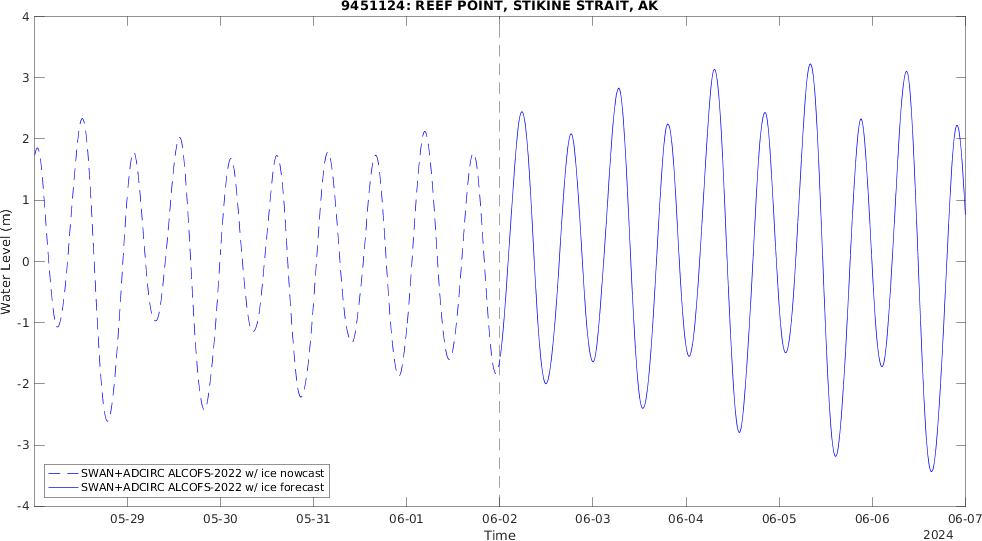 9451124: REEF POINT, STIKINE STRAIT, AK
4
3
2
1
0
-1
-2
-3
-4
Water Level (m)
SWAN+ADCIRC ALCOFS-2022 w/ ice nowcast
SWAN+ADCIRC ALCOFS-2022 w/ ice forecast
05-29 05-30 05-31 06-01 06-02 06-03 06-04 06-05 06-06 06-07
Time
2024